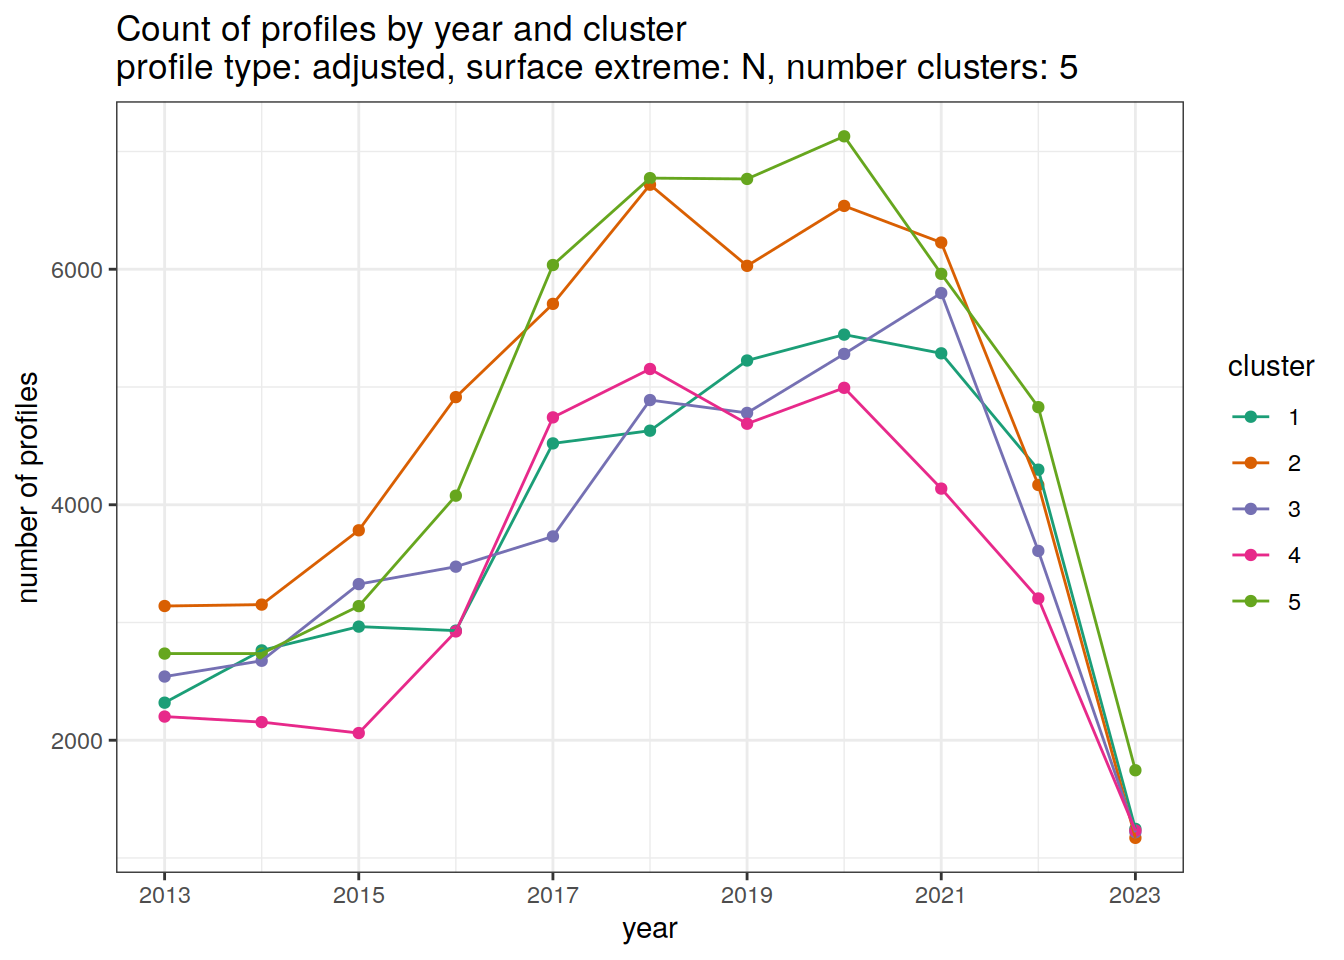 Count of profiles by year and cluster
profile type: adjusted, surface extreme: N, number clusters: 5
number of profiles
6000
4000
2000
2013 2015 2017 2019 2021 2023
year
cluster
1
2
3
4
5